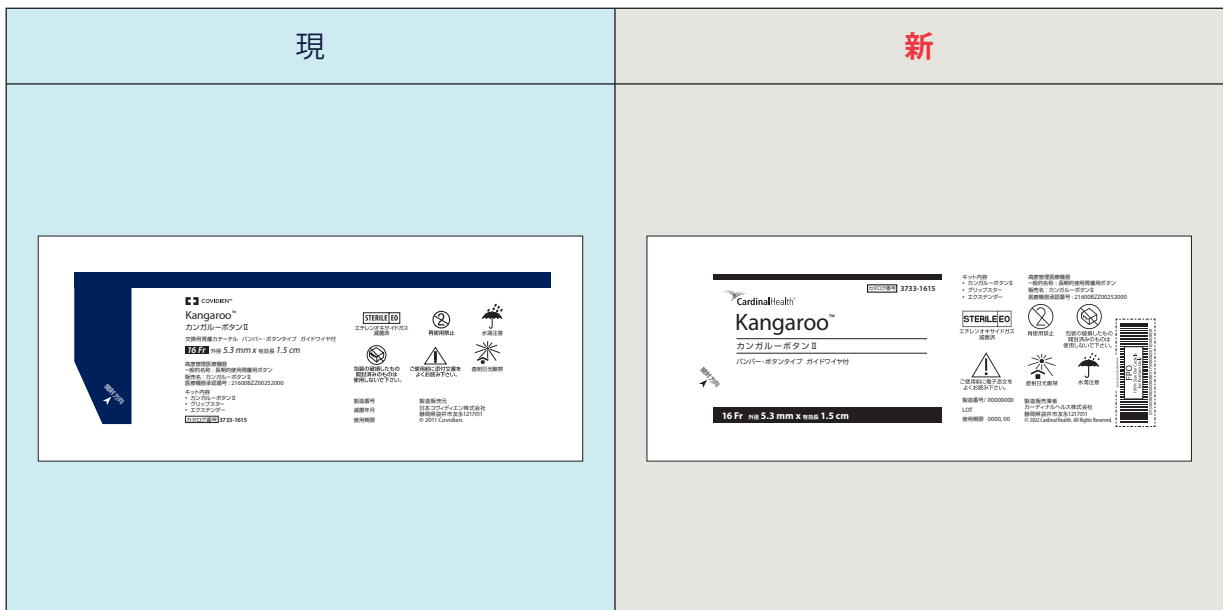 現
新
COVIDIEN™
Kangaroo™
カンガルーボタンⅡ
交換用胃瘻カテーテル バンパー・ボタンタイプ ガイドワイヤ付
16 Fr 外径 5.3 mm x 有効長 1.5 cm
高度管理医療機器
一般的名称：長期的使用胃瘻用ボタン
販売名：カンガルーボタンⅡ
医療機器承認番号：21600BZZ00252000
キット内容
• カンガルーボタンⅡ
• グリップスター
• エクステンダー
カタログ番号 3733-1615
開封方向
STERILE EO
エチレンオキサイドガス
滅菌済
2
再使用禁止
水濡注意
包装の破損したもの
開封済みのものは
使用しないで下さい。
ご使用前に添付文書を
よくお読み下さい。
直射日光厳禁
製造番号
滅菌年月
使用期限
製造販売元
日本コヴィディエン株式会社
静岡県袋井市友永1217の1
© 2011 Covidien.
カタログ番号 3733-1615
CardinalHealth™
Kangaroo™
カンガルーボタンⅡ
バンパー・ボタンタイプ ガイドワイヤ付
開封方向
16 Fr 外径 5.3 mm x 有効長 1.5 cm
キット内容
• カンガルーボタンⅡ
• グリップスター
• エクステンダー
高度管理医療機器
一般的名称：長期的使用胃瘻用ボタン
販売名：カンガルーボタンⅡ
医療機器承認番号：21600BZZ00252000
STERILE EO
エチレンオキサイドガス
滅菌済
2
再使用禁止
包装の破損したもの
開封済みのものは
使用しないで下さい。
ご使用前に電子添文を
よくお読み下さい。
直射日光厳禁
水濡注意
製造番号/ 00000000
LOT
使用期限 0000, 00
製造販売業者
カーディナルヘルス株式会社
静岡県袋井市友永1217の1
© 2022 Cardinal Health. All Rights Reserved.
FPO